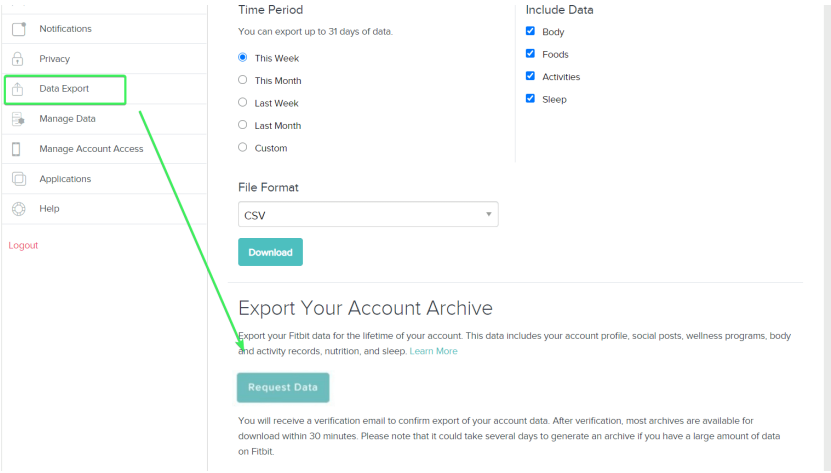 Notifications
Privacy
Data Export
Manage Data
Manage Account Access
Applications
Help
Logout
Time Period
You can export up to 31 days of data.
This Week
This Month
Last Week
Last Month
Custom
Include Data
Body
Foods
Activities
Sleep
File Format
CSV
Download
Export Your Account Archive
Export your Fitbit data for the lifetime of your account. This data includes your account profile, social posts, wellness programs, body
and activity records, nutrition, and sleep. Learn More
Request Data
You will receive a verification email to confirm export of your account data. After verification, most archives are available for
download within 30 minutes. Please note that it could take several days to generate an archive if you have a large amount of data
on Fitbit.